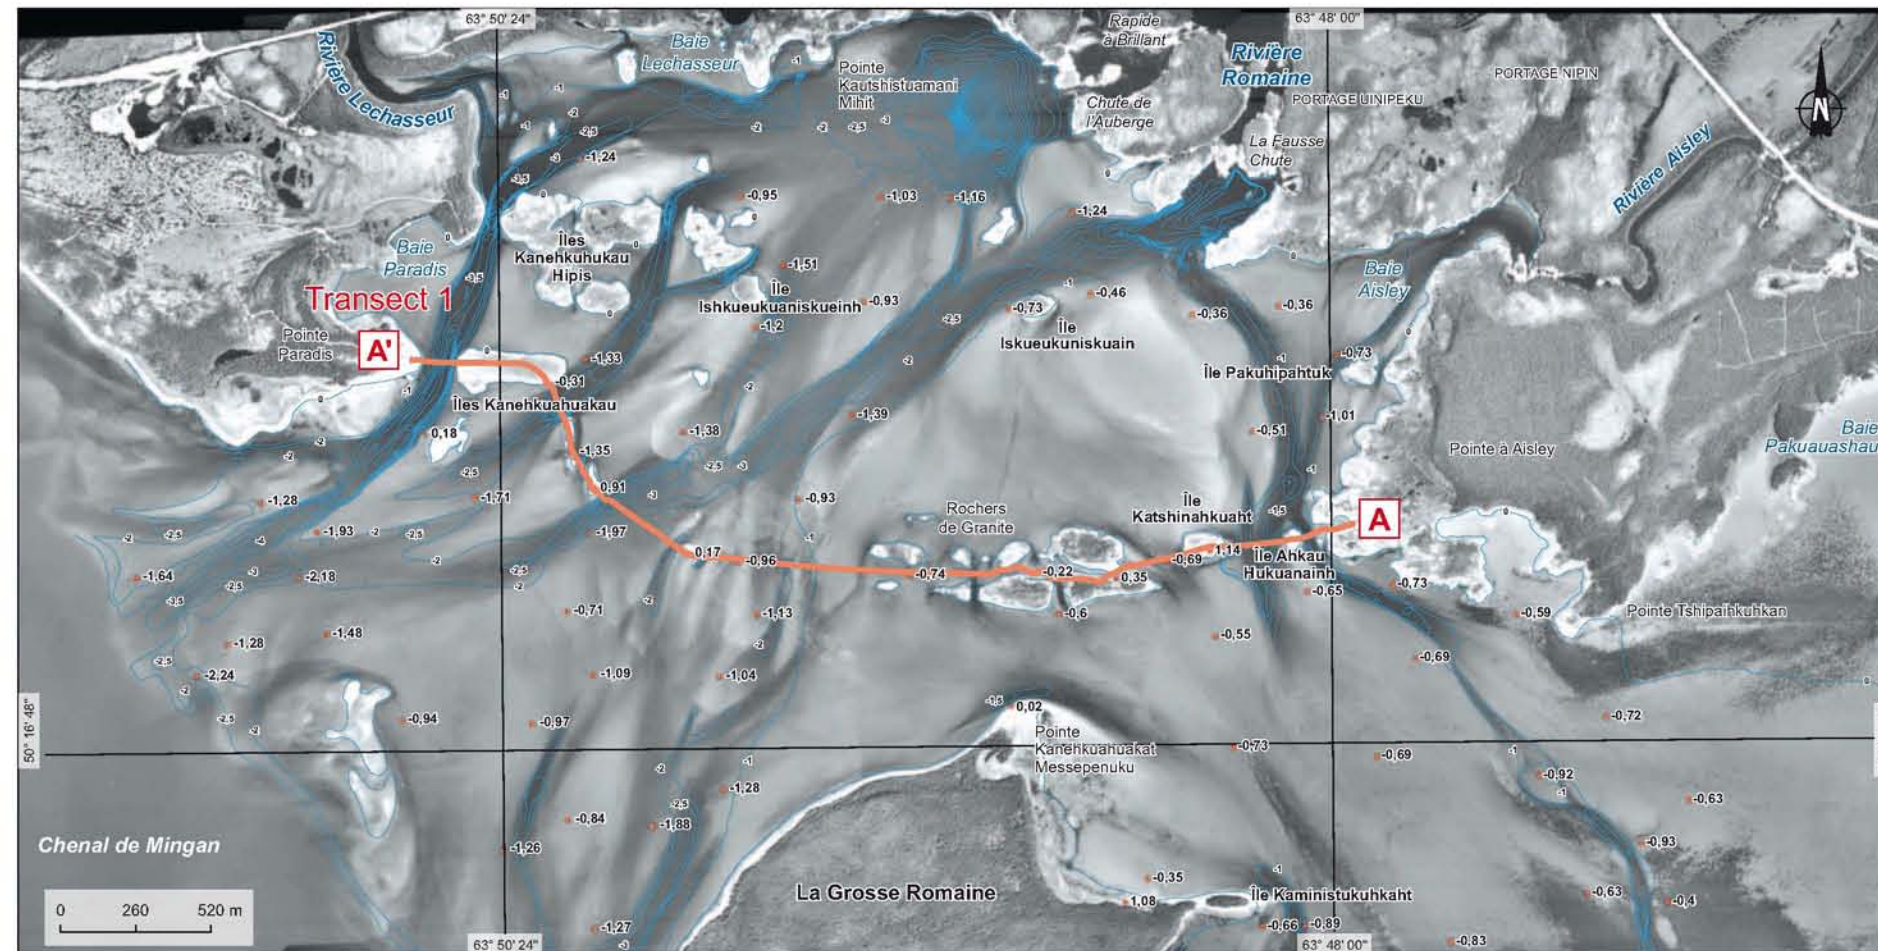 63° 50' 24"
63° 48' 00"
Rivière Lechasseur
Baie
Lechasseur
Pointe
Kautshistuamani
Mihit
Rapide
à Brillant
Rivière
Romaine
PORTAGE NIPIN
PORTAGE UINIPEKU
Chute de
l'Auberge
La Fausse
Chute
Rivière Aisley
N
-1,24
-0,95
-1,03
-1,16
-1,24
Baie
Paradis
Îles
Kanehkuhukau
Hipis
-1,51
Île
Ishkueukuaniskueinh
-0,93
-0,73
-0,46
-0,36
-0,36
Baie
Aisley
Transect 1
Pointe
Paradis
A'
-1,2
Île
Iskueukuniskuain
-1,33
-0,31
-0,73
Île Pakuhipahtuk
Îles Kanehkuahuakau
0,18
-1,38
-1,39
-0,51
-1,01
Baie
Pakuauashau
-1,35
Pointe à Aisley
0,91
-1,28
-1,71
-0,93
Rochers
de Granite
Île
Katshinahkuaht
A
-1,93
-1,97
0,17
-0,96
-0,74
-0,22
0,35
-0,69
1,14
Île Ahkau
Hukuanainh
-1,64
-2,18
-0,71
-1,13
-0,6
-0,65
-0,73
-0,59
Pointe Tshipaihkuhkan
-1,28
-1,48
-0,55
-2,24
-1,09
-1,04
-0,69
50° 16' 48"
-0,94
-0,97
0,02
Pointe
Kanehkuahuakat
Messepenuku
-0,73
-0,69
-0,72
-1,28
-0,92
-0,63
-0,84
-1,88
Chenal de Mingan
-1,26
-0,93
-0,35
La Grosse Romaine
1,08
Île Kaministukuhkaht
-0,63
-0,4
0 260 520 m
-1,27
-0,66
-0,89
-0,83
63° 50' 24"
63° 48' 00"